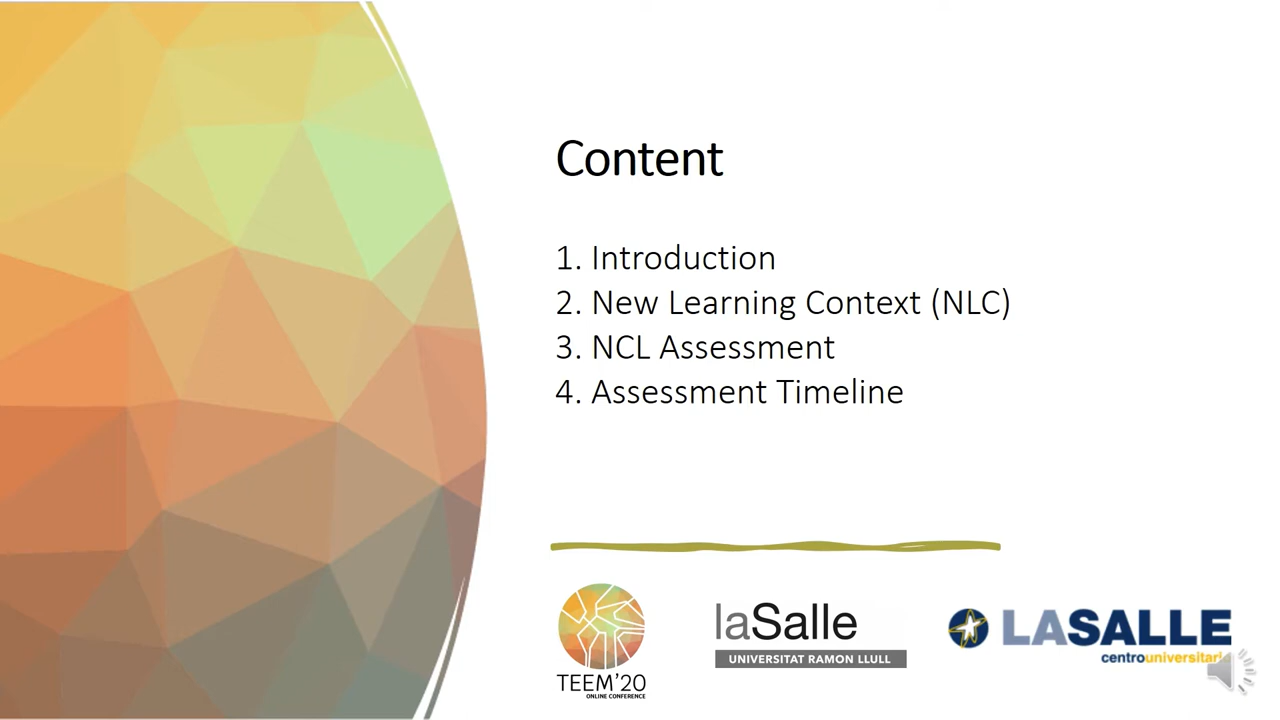 Content
1. Introduction
2. New Learning Context (NLC)
3. NCL Assessment
4. Assessment Timeline
TEEM'20
ONLINE CONFERENCE
laSalle
UNIVERSITAT RAMON LLULL
LASALLE
centrouniversitario